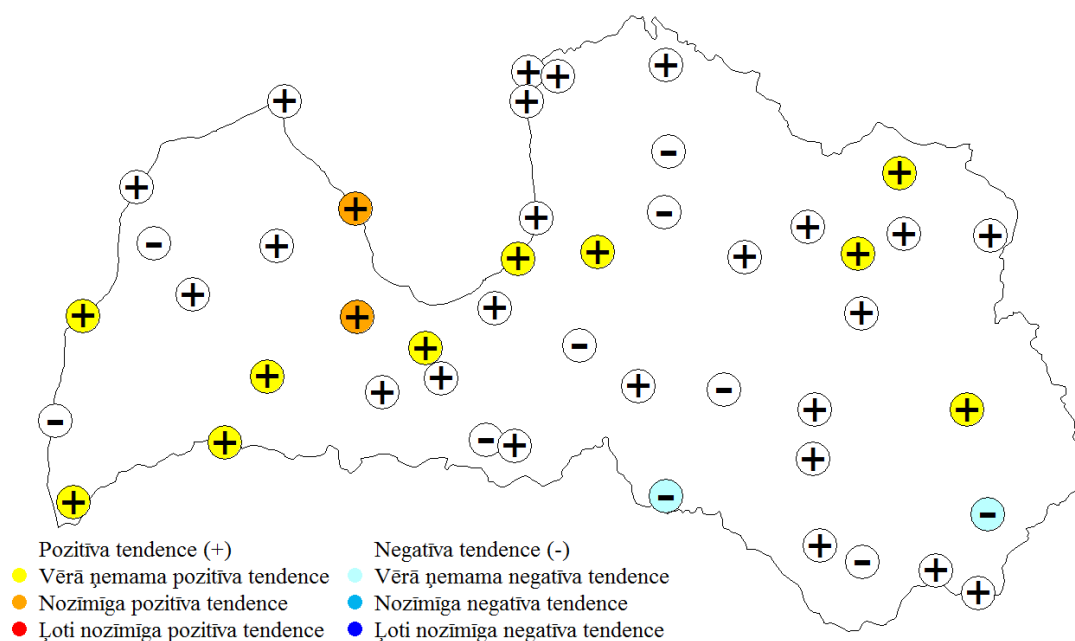 Pozitīva tendence (+)
Vērā ņemama pozitīva tendence
Nozīmīga pozitīva tendence
Ļoti nozīmīga pozitīva tendence
Negatīva tendence (-)
Vērā ņemama negatīva tendence
Nozīmīga negatīva tendence
Ļoti nozīmīga negatīva tendence